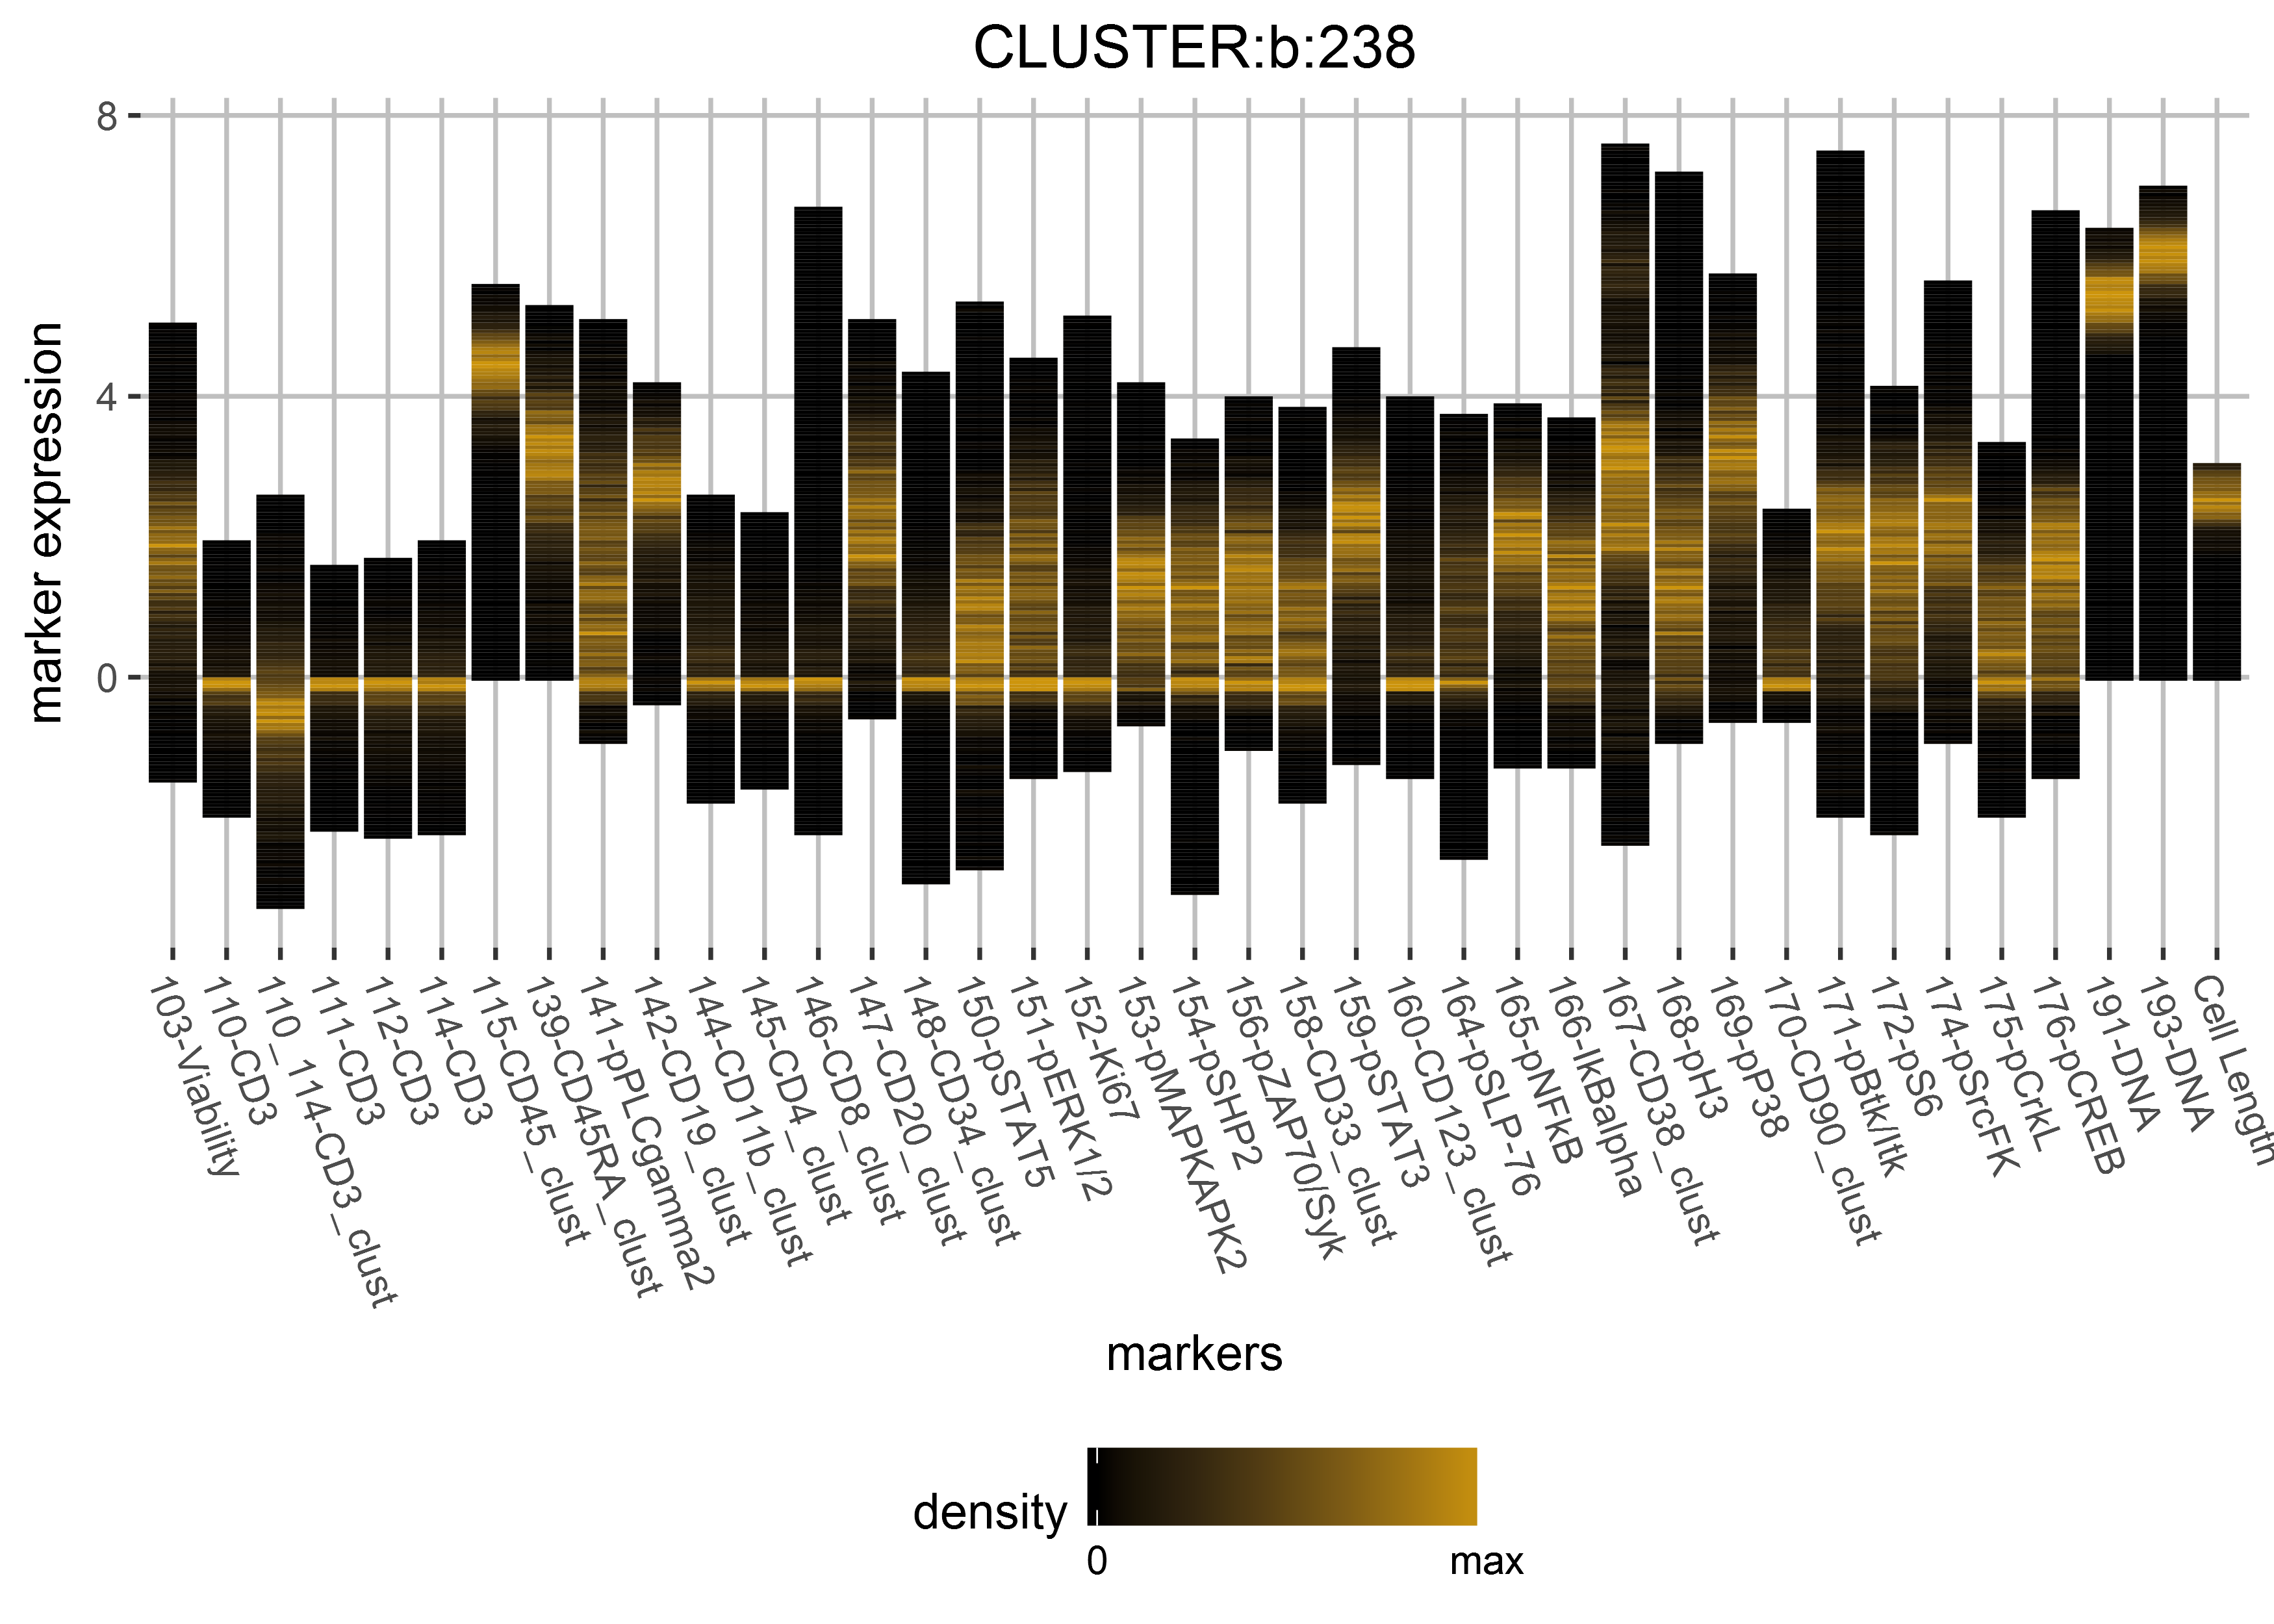 CLUSTER:b:238
marker expression
8
4
0
103-Viability
110-CD3
110_114-CD3_clust
111-CD3
112-CD3
114-CD3
115-CD45_clust
139-CD45RA_clust
141-pPLCgamma2
142-CD19_clust
144-CD11b_clust
145-CD4_clust
146-CD8_clust
147-CD20_clust
148-CD34_clust
150-pSTAT5
151-pERK1/2
152-Ki67
153-pMAPKAPK2
154-pSHP2
156-pZAP70/Syk
158-CD33_clust
159-pSTAT3
160-CD123_clust
164-pSLP-76
165-pNFkB
166-IkBalpha
167-CD38_clust
168-pH3
169-pP38
170-CD90_clust
171-pBtk/Itk
172-pS6
174-pSrcFK
175-pCrkL
176-pCREB
191-DNA
193-DNA
Cell Length
markers
density
0 max